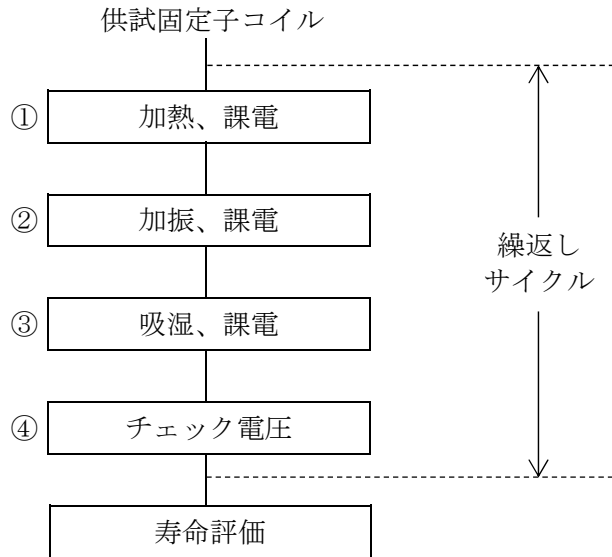 供試固定子コイル
① 加熱、課電
② 加振、課電
③ 吸湿、課電
④ チェック電圧
繰返し
サイクル
寿命評価